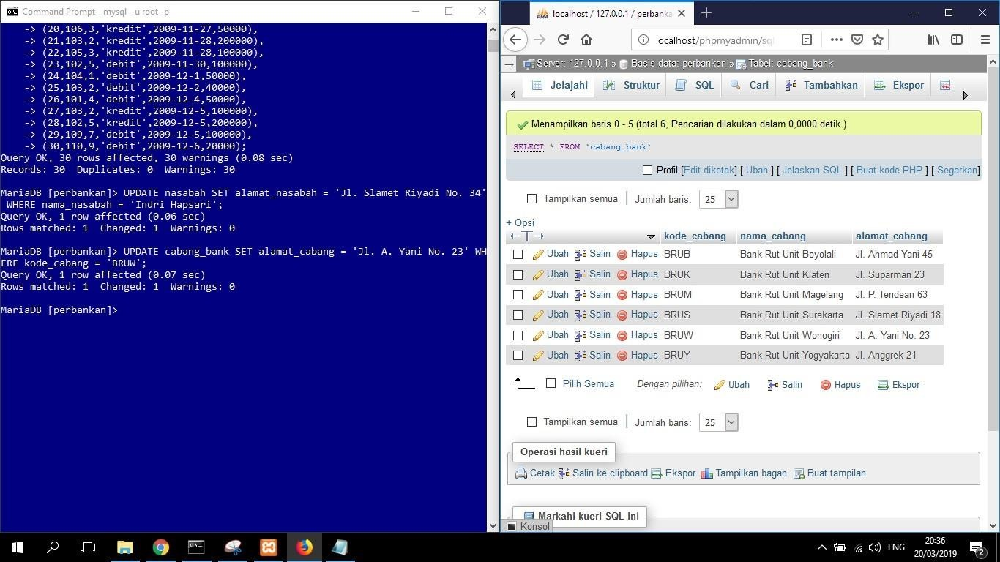 Command Prompt - mysql -u root -p
-> (20,106,3,'kredit',2009-11-27,50000),
-> (21,103,2,'kredit',2009-11-28,200000),
-> (22,105,3,'kredit',2009-11-28,100000),
-> (23,102,5,'debit',2009-11-30,100000),
-> (24,104,1,'debit',2009-12-1,50000),
-> (25,103,2,'debit',2009-12-2,40000),
-> (26,101,4,'debit',2009-12-4,50000),
-> (27,103,2,'kredit',2009-12-5,100000),
-> (28,102,5,'kredit',2009-12-5,200000),
-> (29,109,7,'debit',2009-12-5,100000),
-> (30,110,9,'debit',2009-12-6,20000);
Query OK, 30 rows affected, 30 warnings (0.08 sec)
Records: 30  Duplicates: 0  Warnings: 30
MariaDB [perbankan]> UPDATE nasabah SET alamat_nasabah = 'Jl. Slamet Riyadi No. 34'
WHERE nama_nasabah = 'Indri Hapsari';
Query OK, 1 row affected (0.06 sec)
Rows matched: 1  Changed: 1  Warnings: 0
MariaDB [perbankan]> UPDATE cabang_bank SET alamat_cabang = 'Jl. A. Yani No. 23' WH
ERE kode_cabang = 'BRUW';
Query OK, 1 row affected (0.07 sec)
Rows matched: 1  Changed: 1  Warnings: 0
MariaDB [perbankan]>
localhost / 127.0.0.1 / perbanka
localhost/phpmyadmin/sql
Server: 127.0.0.1 » Basis data: perbankan » Tabel: cabang_bank
Jelajahi Struktur SQL Cari Tambahkan Ekspor
Menampilkan baris 0 - 5 (total 6, Pencarian dilakukan dalam 0,0000 detik.)
SELECT * FROM `cabang_bank`
Profil [Edit dikotak] [ Ubah ] [ Jelaskan SQL ] [ Buat kode PHP ] [ Segarkan]
Tampilkan semua | Jumlah baris: 25
+ Opsi
kode_cabang nama_cabang alamat_cabang
Ubah Salin Hapus BRUB Bank Rut Unit Boyolali Jl. Ahmad Yani 45
Ubah Salin Hapus BRUK Bank Rut Unit Klaten Jl. Suparman 23
Ubah Salin Hapus BRUM Bank Rut Unit Magelang Jl. P. Tendean 63
Ubah Salin Hapus BRUS Bank Rut Unit Surakarta Jl. Slamet Riyadi 18
Ubah Salin Hapus BRUW Bank Rut Unit Wonogiri Jl. A. Yani No. 23
Ubah Salin Hapus BRUY Bank Rut Unit Yogyakarta Jl. Anggrek 21
Pilih Semua Dengan pilihan: Ubah Salin Hapus Ekspor
Tampilkan semua | Jumlah baris: 25
Operasi hasil kueri
Cetak Salin ke clipboard Ekspor Tampilkan bagan Buat tampilan
Markahi kueri SQL ini
Konsol
ENG
20:36
20/03/2019
2